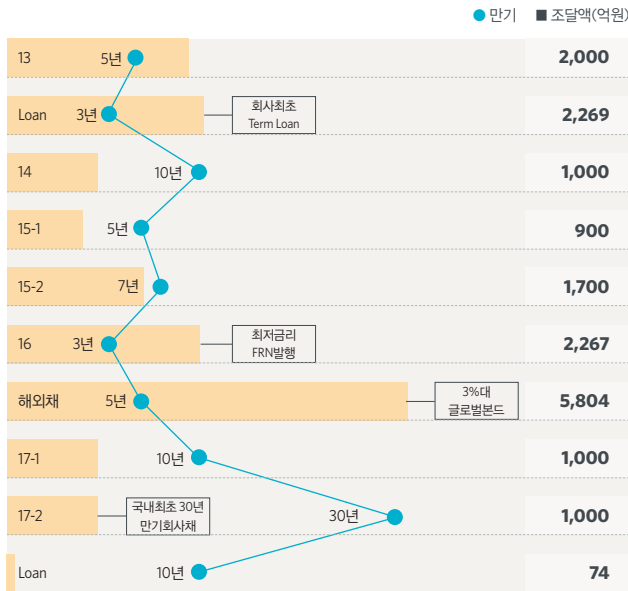 만기 조달액(억원)
13 5년 2,000
Loan 3년 회사최초 2,269
Term Loan
14 10년 1,000
15-1 5년 900
15-2 7년 1,700
16 3년 최저금리 2,267
FRN발행
해외채 5년 3%대 5,804
글로벌본드
17-1 10년 1,000
17-2 국내최초 30년 30년 1,000
만기회사채
Loan 10년 74